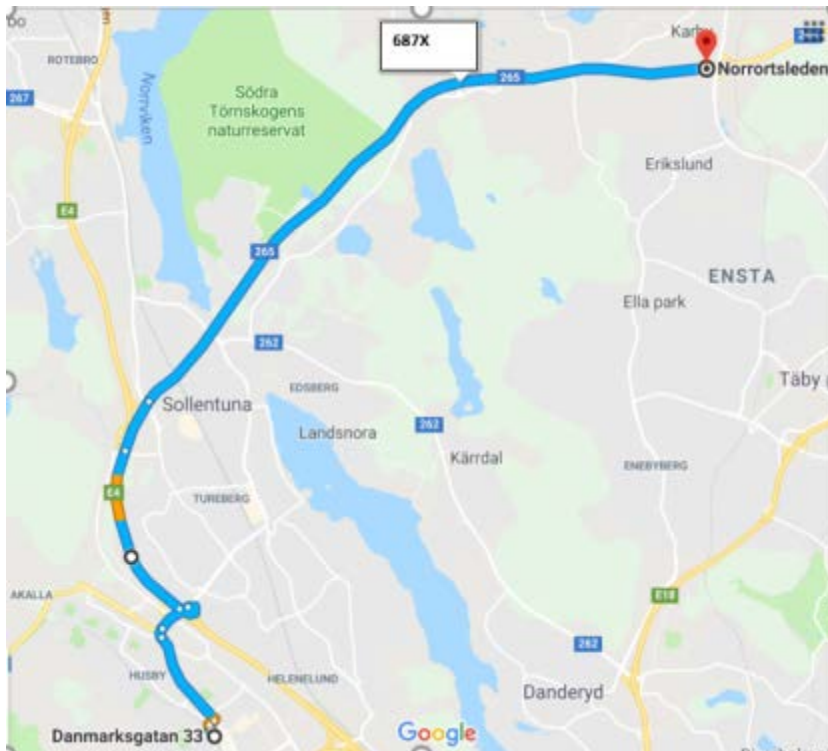 687X
Karby
ROTEBRO
265
Norrortsleden
Norrviken
Södra
Törnskogens
naturreservat
267
Erikslund
E4
265
ENSTA
Ella park
262
EDSBERG
Täby
Sollentuna
262
Landsnora
Kärrdal
ENEBYBERG
E4
TUREBERG
AKALLA
E18
262
HUSBY
HELENELUND
Danderyd
Danmarksgatan 33
Google